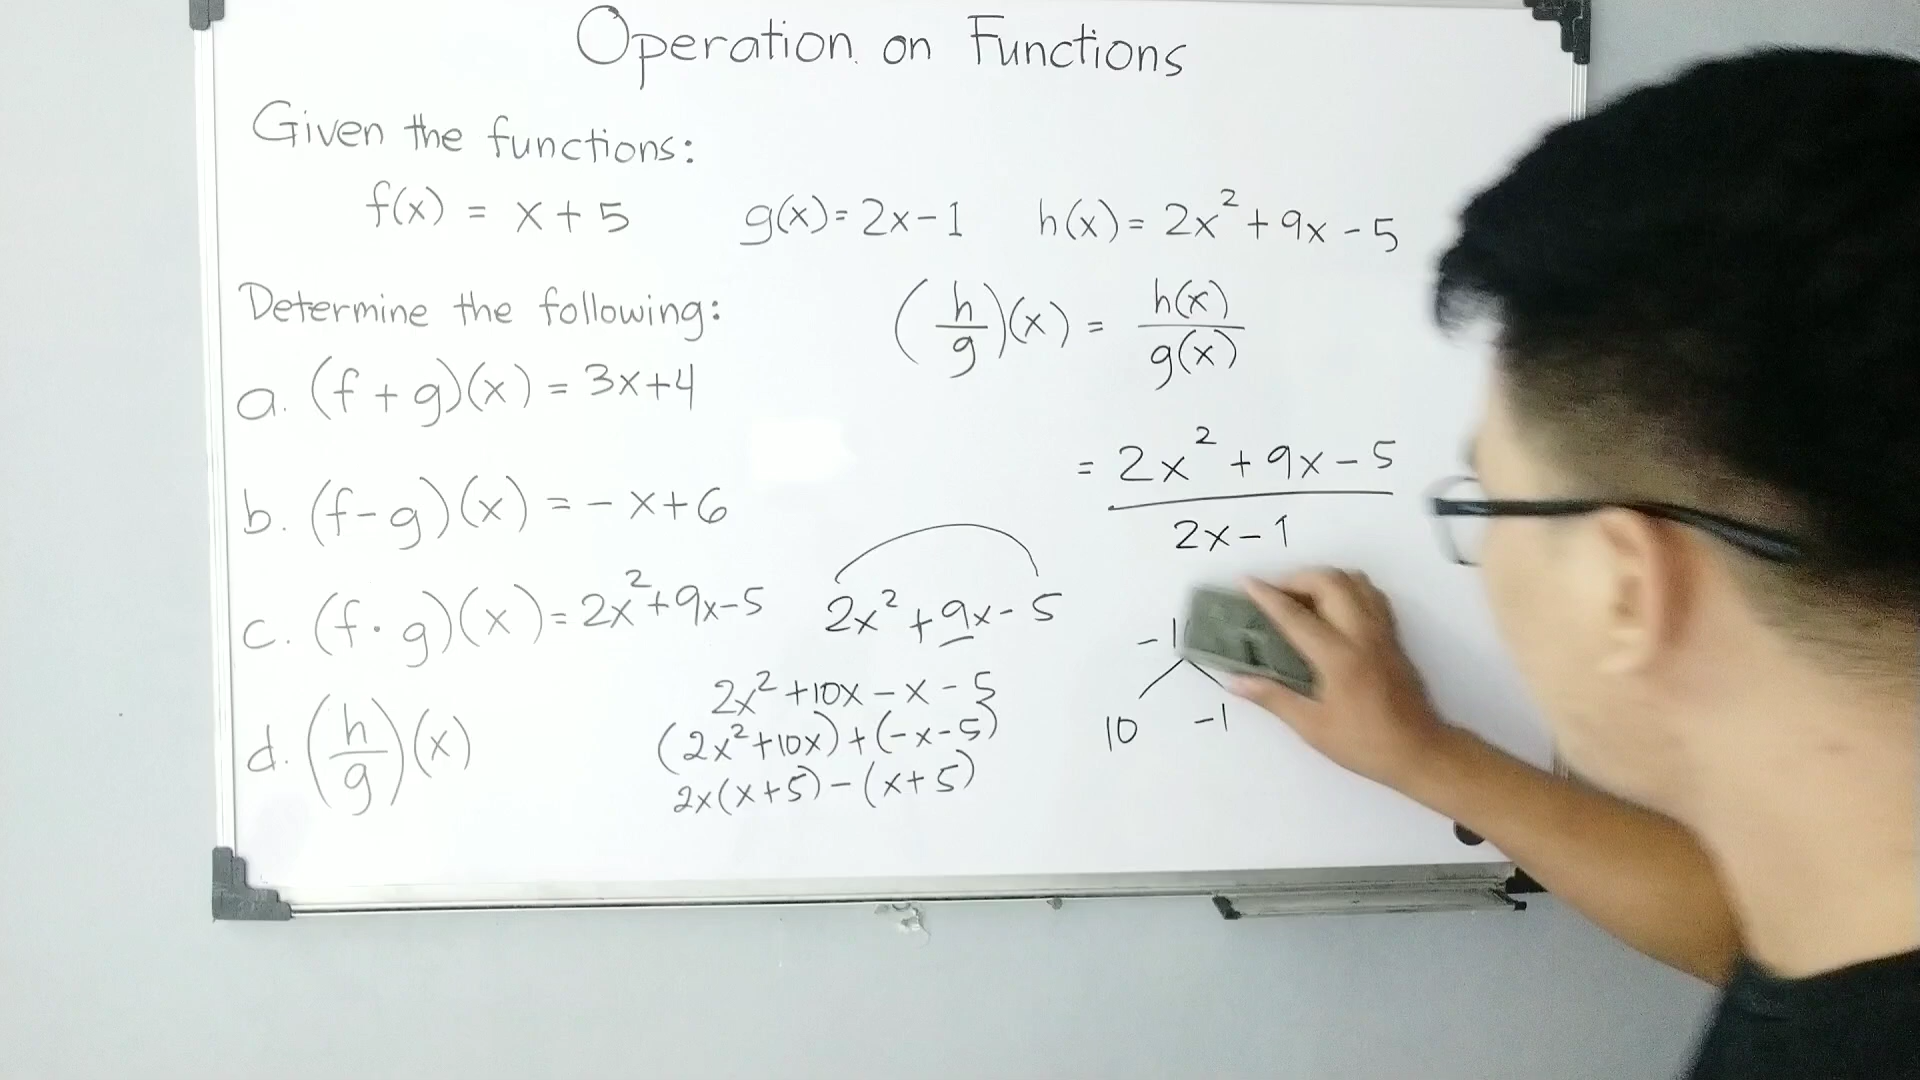 Operation on Functions
Given the functions:
f(x) = x + 5 g(x) = 2x - 1 h(x) = 2x² + 9x - 5
Determine the following:
(h/g)(x) = h(x)/g(x)
a. (f + g)(x) = 3x + 4
= (2x² + 9x - 5)/(2x - 1)
b. (f - g)(x) = - x + 6
c. (f · g)(x) = 2x² + 9x - 5
2x² + 9x - 5
2x² + 10x - x - 5
(2x² + 10x) + (-x - 5)
2x(x + 5) - (x + 5)
10 -1
d. (h/g)(x)